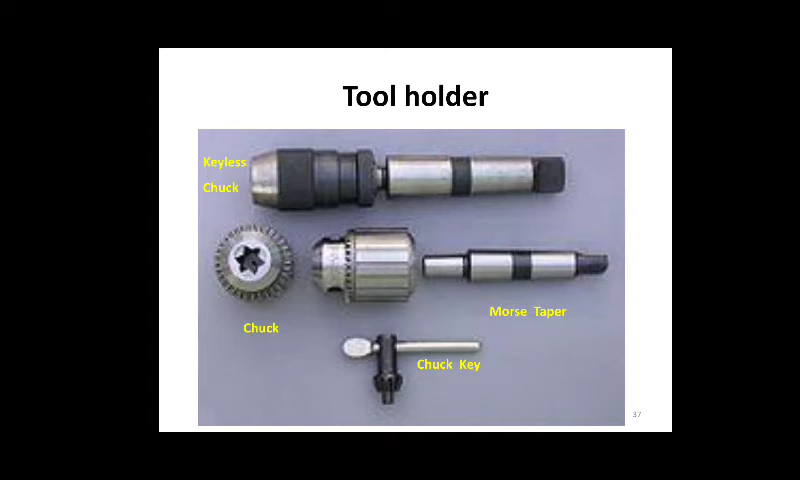 Tool holder
Keyless
Chuck
Morse Taper
Chuck
Chuck Key
37